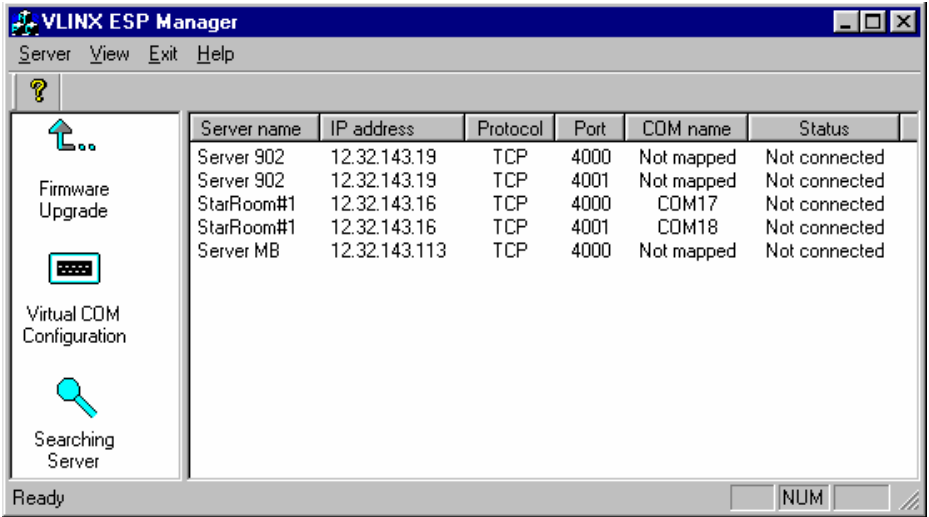 VLINX ESP Manager
Server View Exit Help
Firmware
Upgrade
Virtual COM
Configuration
Searching
Server
Server name IP address Protocol Port COM name Status
Server 902 12.32.143.19 TCP 4000 Not mapped Not connected
Server 902 12.32.143.19 TCP 4001 Not mapped Not connected
StarRoom#1 12.32.143.16 TCP 4000 COM17 Not connected
StarRoom#1 12.32.143.16 TCP 4001 COM18 Not connected
Server MB 12.32.143.113 TCP 4000 Not mapped Not connected
Ready NUM